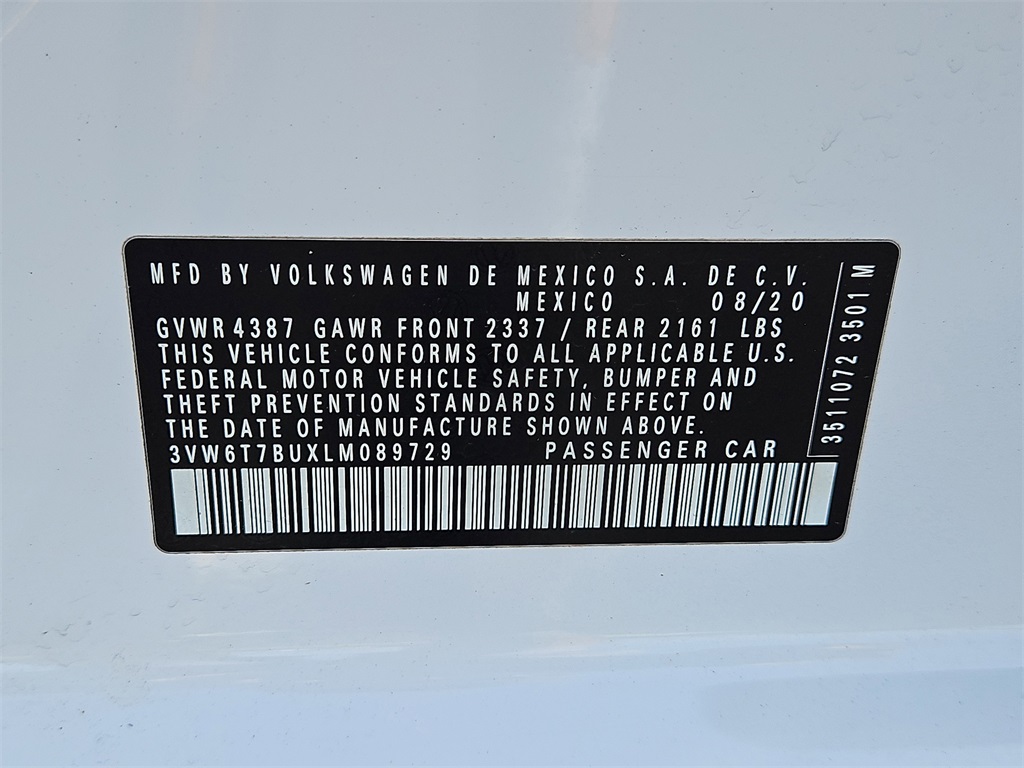 MFD BY VOLKSWAGEN DE MEXICO S.A. DE C.V.
MEXICO 08/20
GVWR 4387 GAWR FRONT 2337 / REAR 2161 LBS
THIS VEHICLE CONFORMS TO ALL APPLICABLE U.S.
FEDERAL MOTOR VEHICLE SAFETY, BUMPER AND
THEFT PREVENTION STANDARDS IN EFFECT ON
THE DATE OF MANUFACTURE SHOWN ABOVE.
3VW6T7BUXLM089729 PASSENGER CAR
3511072 3501 M